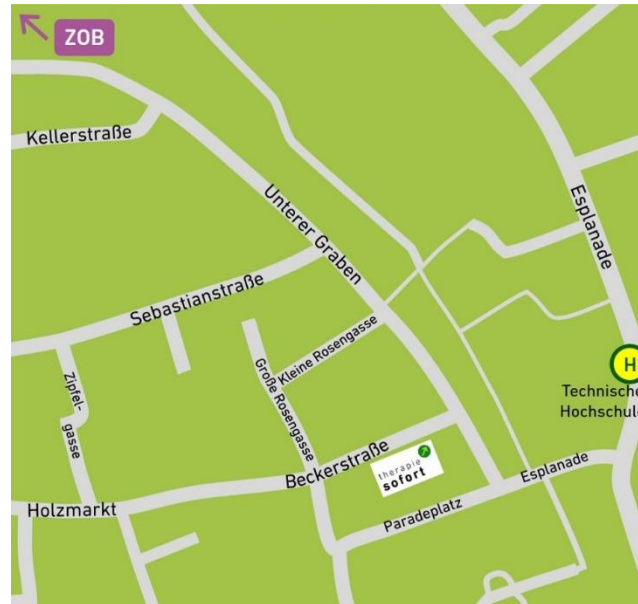 ZOB
Kellerstraße
Unterer Graben
Esplanade
Sebastianstraße
Kleine Rosengasse
Große Rosengasse
Zipfel-
gasse
H
Technische
Hochschule
Beckerstraße
therapie
sofort
Holzmarkt
Paradeplatz
Esplanade